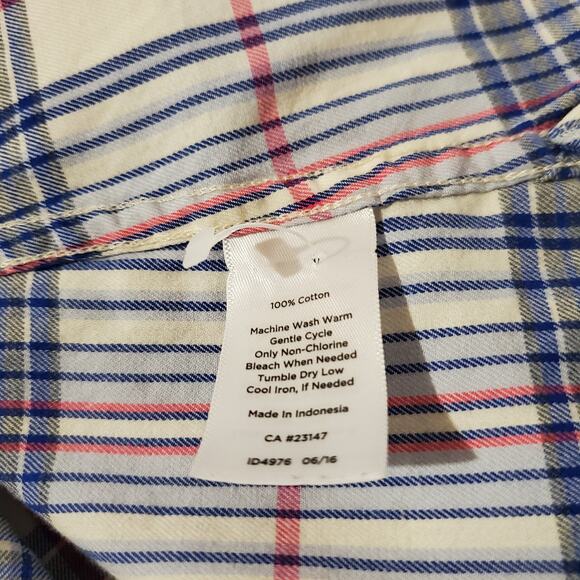 100% Cotton
Machine Wash Warm
Gentle Cycle
Only Non-Chlorine
Bleach When Needed
Tumble Dry Low
Cool Iron, If Needed
Made In Indonesia
CA #23147
ID4976 06/16